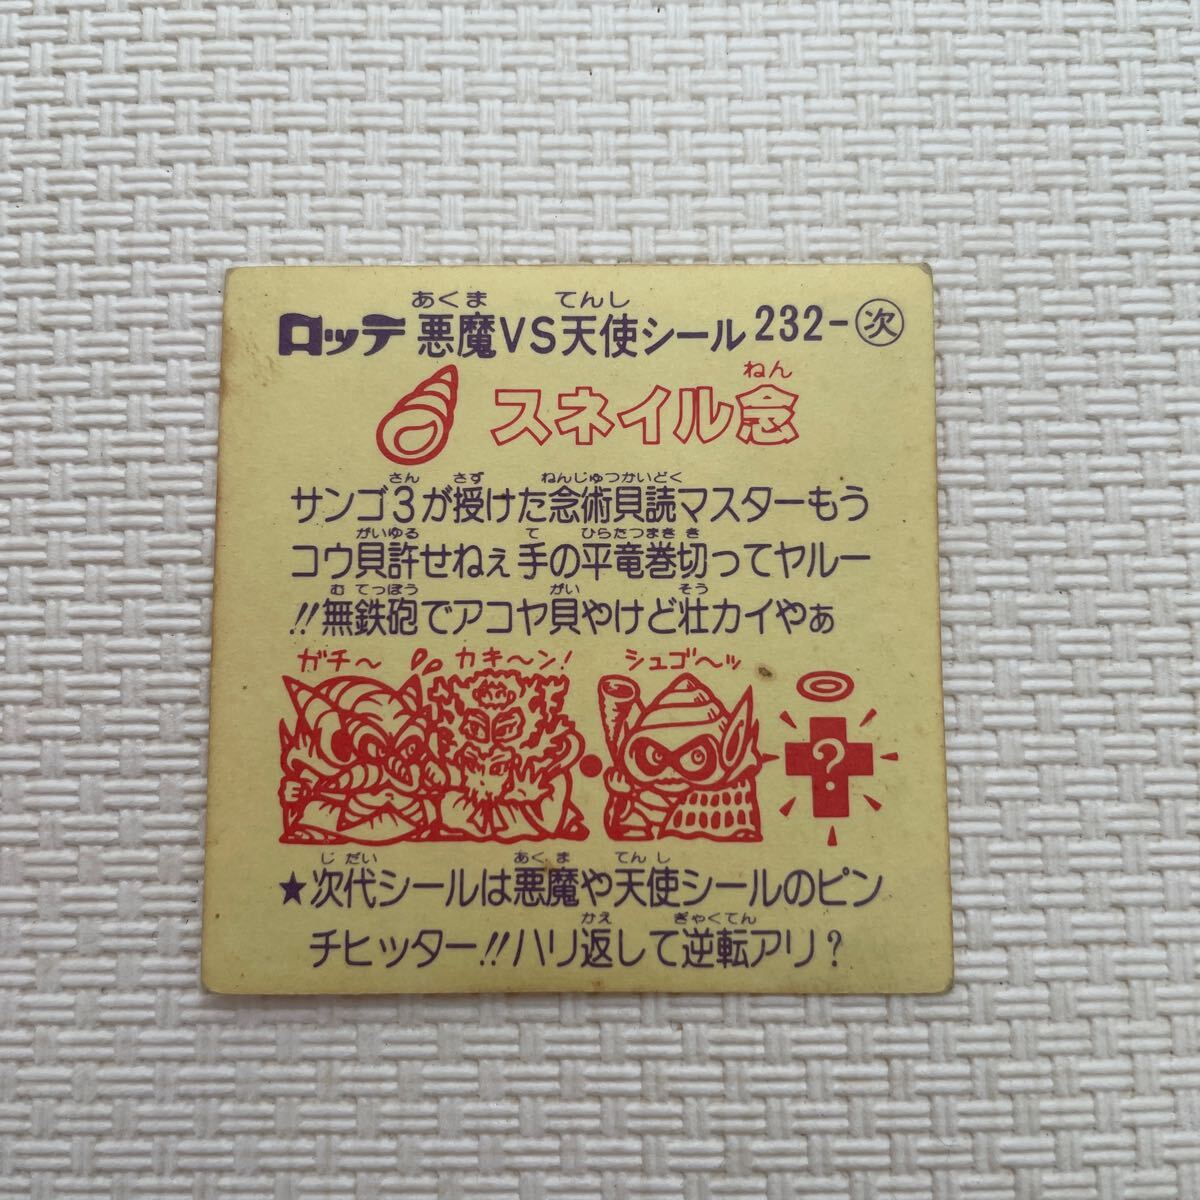 あくま てんし
ロッテ 悪魔VS天使シール 232-次
ねん
スネイル念
さん さず ねんじゅつかいどく
サンゴ3が授けた念術貝読マスターもう
がいゆる て ひらたつまき き
コウ貝許せねぇ手の平竜巻切ってヤルー
む てっぽう がい そう
!!無鉄砲でアコヤ貝やけど壮カイやぁ
ガチ〜 カキ〜ン! シュゴ〜ッ
?
じ だい あく ま てん し
★次代シールは悪魔や天使シールのピン
かえ ぎゃくてん
チヒッター!!ハリ返して逆転アリ?